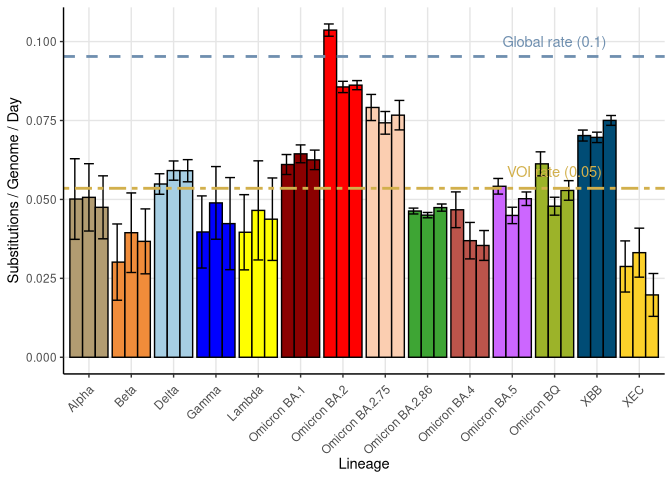 Substitutions / Genome / Day
0.100
0.075
0.050
0.025
0.000
Global rate (0.1)
VOI rate (0.05)
Alpha
Beta
Delta
Gamma
Lambda
Omicron BA.1
Omicron BA.2
Omicron BA.2.75
Omicron BA.2.86
Omicron BA.4
Omicron BA.5
Omicron BQ
XBB
XEC
Lineage